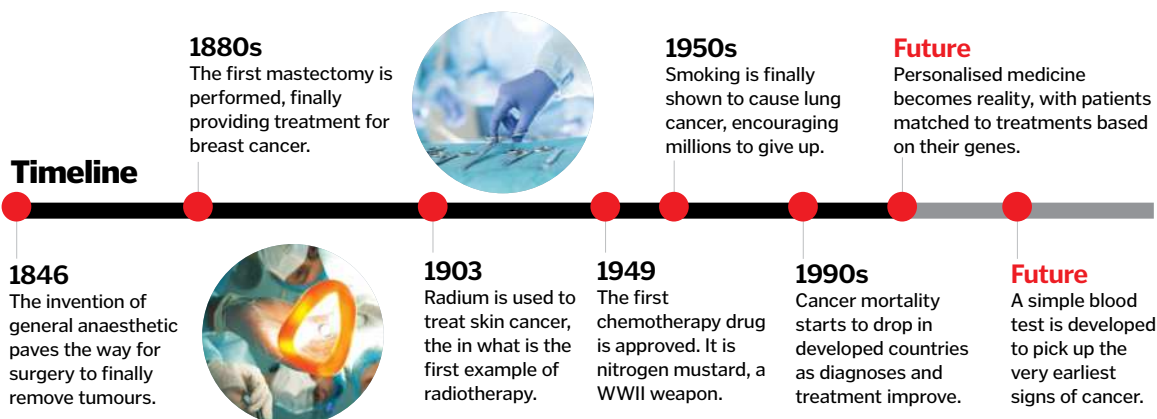 1880s
The first mastectomy is
performed, finally
providing treatment for
breast cancer.
1950s
Smoking is finally
shown to cause lung
cancer, encouraging
millions to give up.
Future
Personalised medicine
becomes reality, with patients
matched to treatments based
on their genes.
Timeline
1846
The invention of
general anaesthetic
paves the way for
surgery to finally
remove tumours.
1903
Radium is used to
treat skin cancer,
the in what is the
first example of
radiotherapy.
1949
The first
chemotherapy drug
is approved. It is
nitrogen mustard, a
WWII weapon.
1990s
Cancer mortality
starts to drop in
developed countries
as diagnoses and
treatment improve.
Future
A simple blood
test is developed
to pick up the
very earliest
signs of cancer.